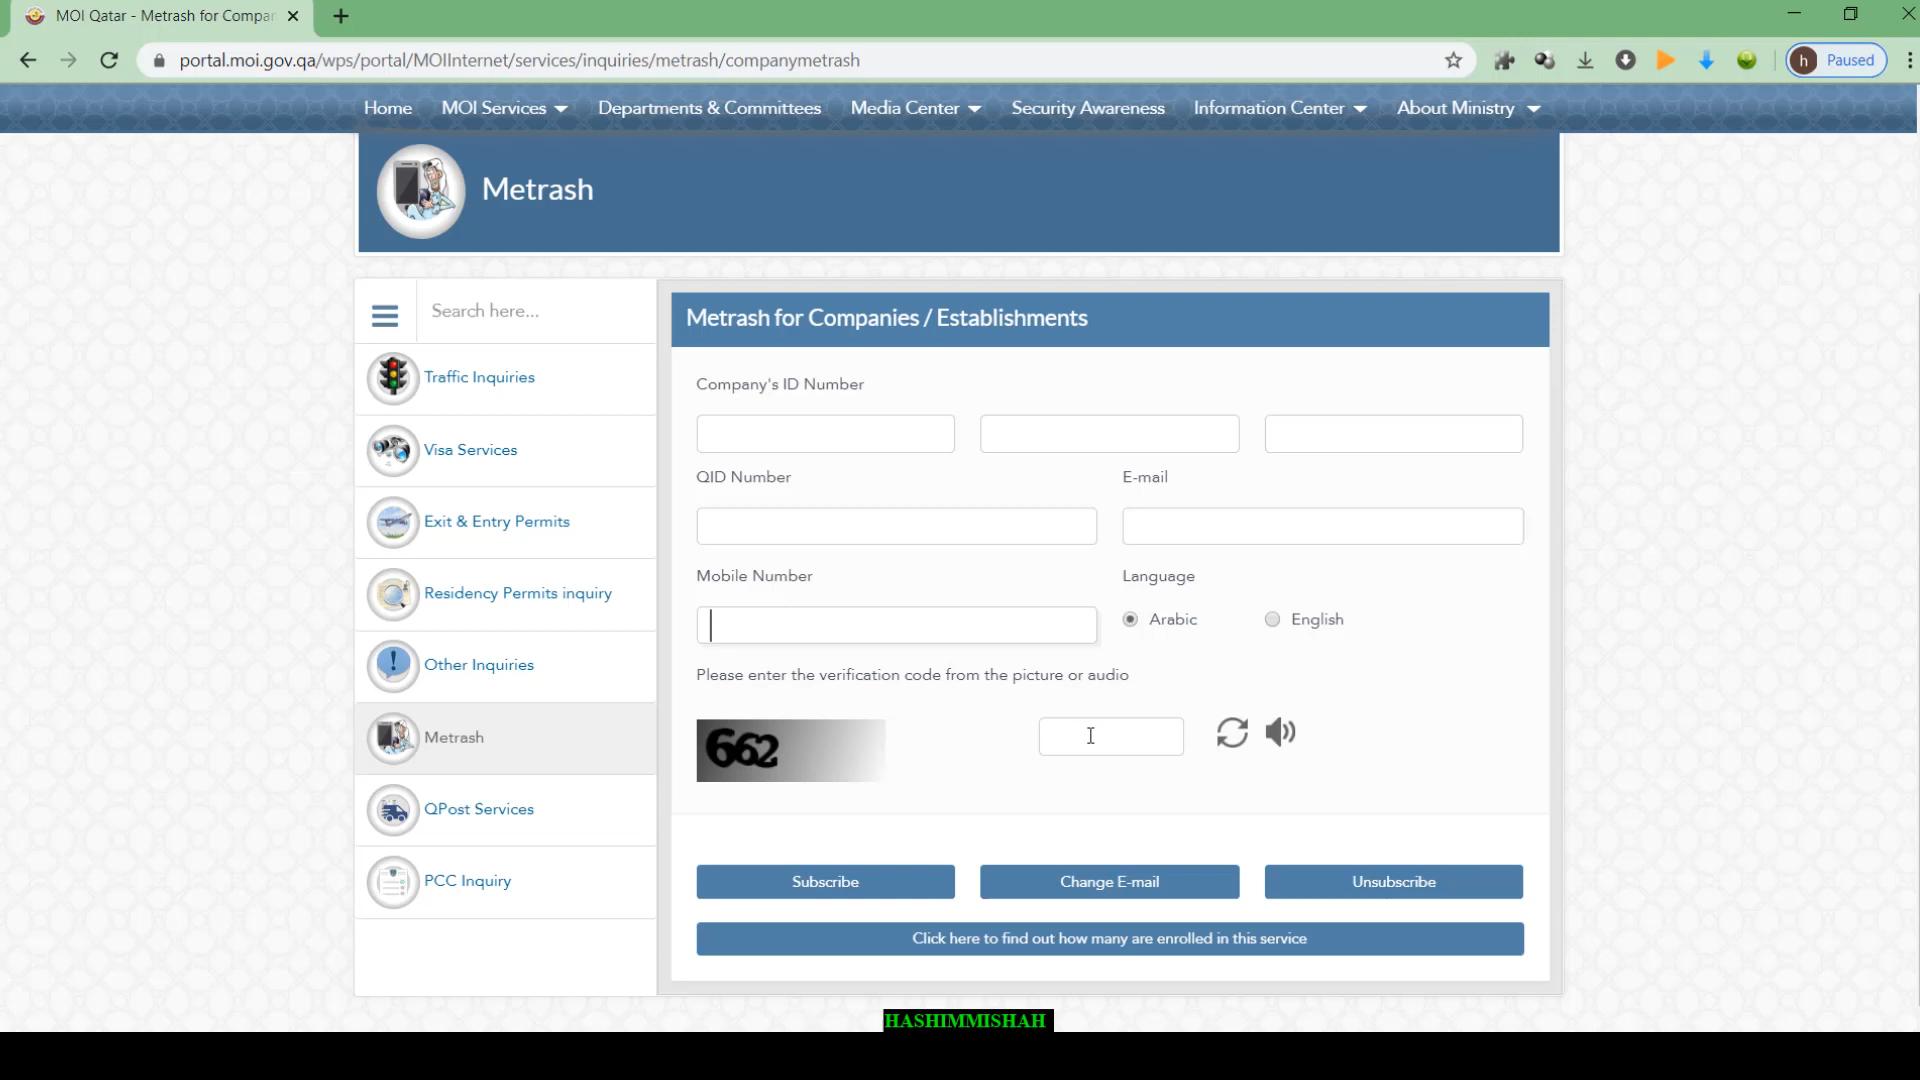 MOI Qatar - Metrash for Compar
portal.moi.gov.qa/wps/portal/MOIInternet/services/inquiries/metrash/companymetrash
h Paused
Home MOI Services Departments & Committees Media Center Security Awareness Information Center About Ministry
Metrash
Search here...
Traffic Inquiries
Visa Services
Exit & Entry Permits
Residency Permits inquiry
Other Inquiries
Metrash
QPost Services
PCC Inquiry
Metrash for Companies / Establishments
Company's ID Number
QID Number E-mail
Mobile Number Language
Arabic English
Please enter the verification code from the picture or audio
662
Subscribe Change E-mail Unsubscribe
Click here to find out how many are enrolled in this service
HASHIMMISHAH